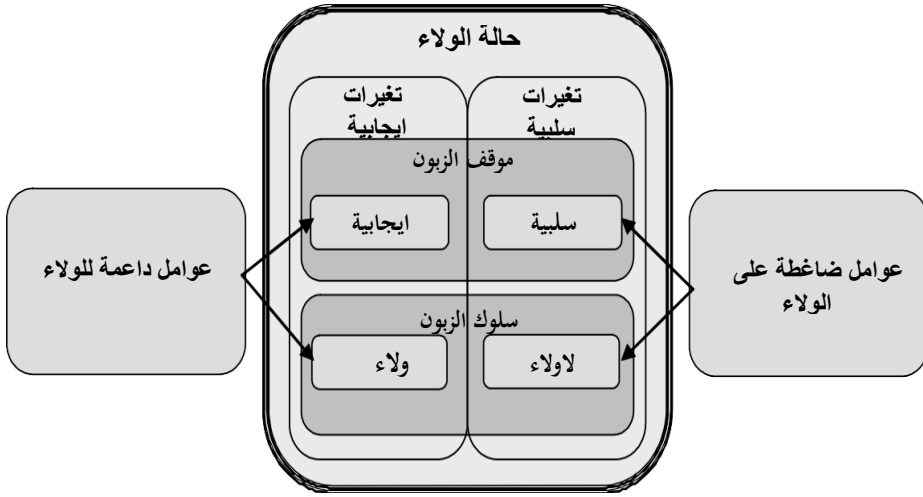 حالة الولاء
تغيرات
سلبية
تغيرات
ايجابية
موقف الزبون
سلبية
ايجابية
عوامل ضاغطة على
الولاء
عوامل داعمة للولاء
سلوك الزبون
لاولاء
ولاء